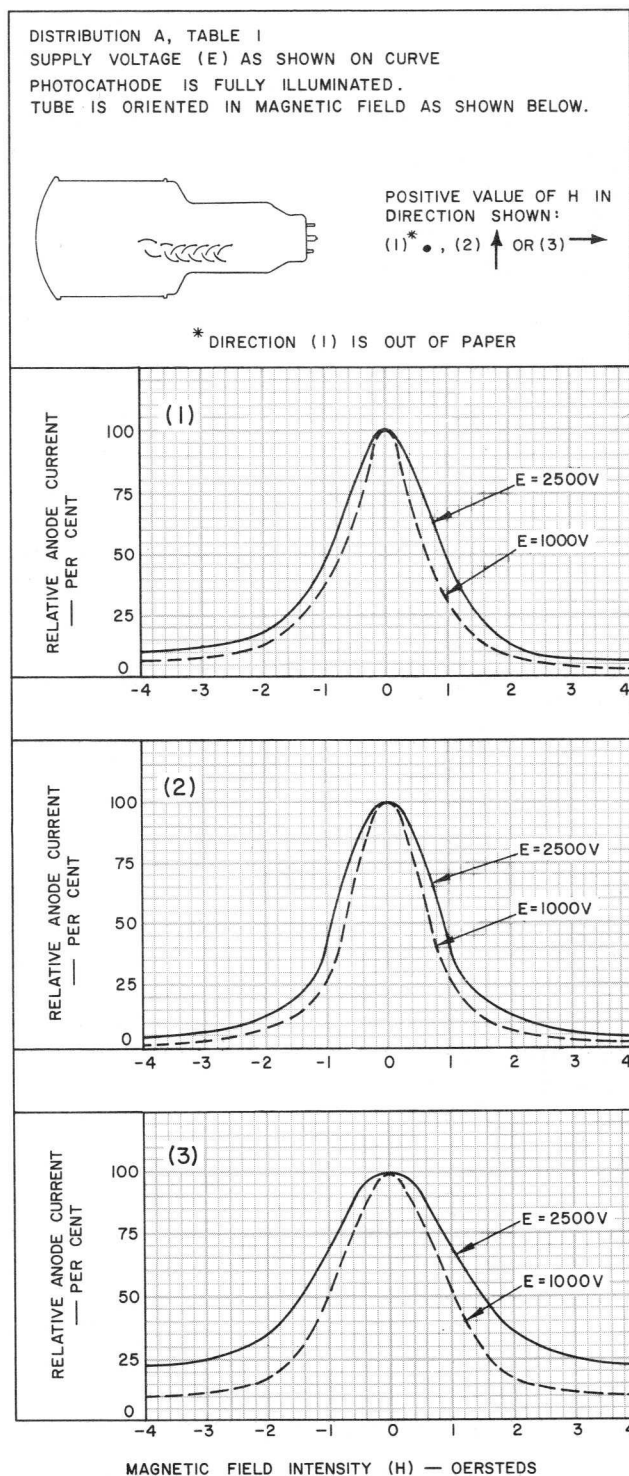 DISTRIBUTION A, TABLE I
SUPPLY VOLTAGE (E) AS SHOWN ON CURVE
PHOTOCATHODE IS FULLY ILLUMINATED.
TUBE IS ORIENTED IN MAGNETIC FIELD AS SHOWN BELOW.
POSITIVE VALUE OF H IN
DIRECTION SHOWN:
(1)* , (2) OR (3)
*DIRECTION (1) IS OUT OF PAPER
RELATIVE ANODE CURRENT
— PER CENT
(1)
100
75
50
25
0
E = 2500V
E = 1000V
-4 -3 -2 -1 0 1 2 3 4
RELATIVE ANODE CURRENT
— PER CENT
(2)
100
75
50
25
0
E = 2500V
E = 1000V
-4 -3 -2 -1 0 1 2 3 4
RELATIVE ANODE CURRENT
— PER CENT
(3)
100
75
50
25
0
E = 2500V
E = 1000V
-4 -3 -2 -1 0 1 2 3 4
MAGNETIC FIELD INTENSITY (H) — OERSTEDS